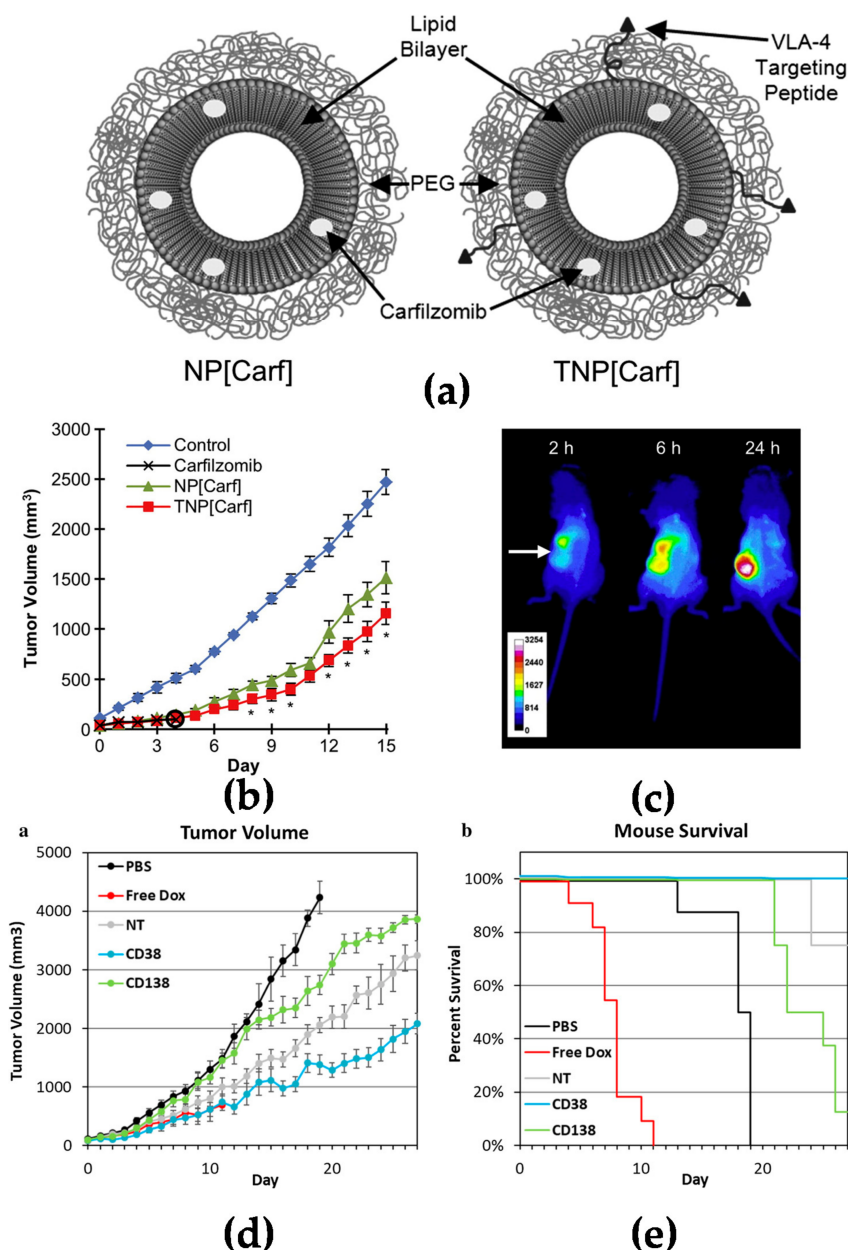 Lipid
Bilayer
VLA-4
Targeting
Peptide
PEG
Carfilzomib
NP[Carf]
TNP[Carf]
(a)
3000
2500
2000
1500
1000
500
0
Tumor Volume (mm³)
Control
Carfilzomib
NP[Carf]
TNP[Carf]
* * * * * * * *
0 3 6 9 12 15
Day
(b)
2 h 6 h 24 h
3254
2440
1627
814
0
(c)
a
Tumor Volume
5000
4000
3000
2000
1000
0
Tumor Volume (mm3)
PBS
Free Dox
NT
CD38
CD138
0 10 20
Day
(d)
b
Mouse Survival
100%
80%
60%
40%
20%
0%
Percent Suvrival
PBS
Free Dox
NT
CD38
CD138
0 10 20
Day
(e)